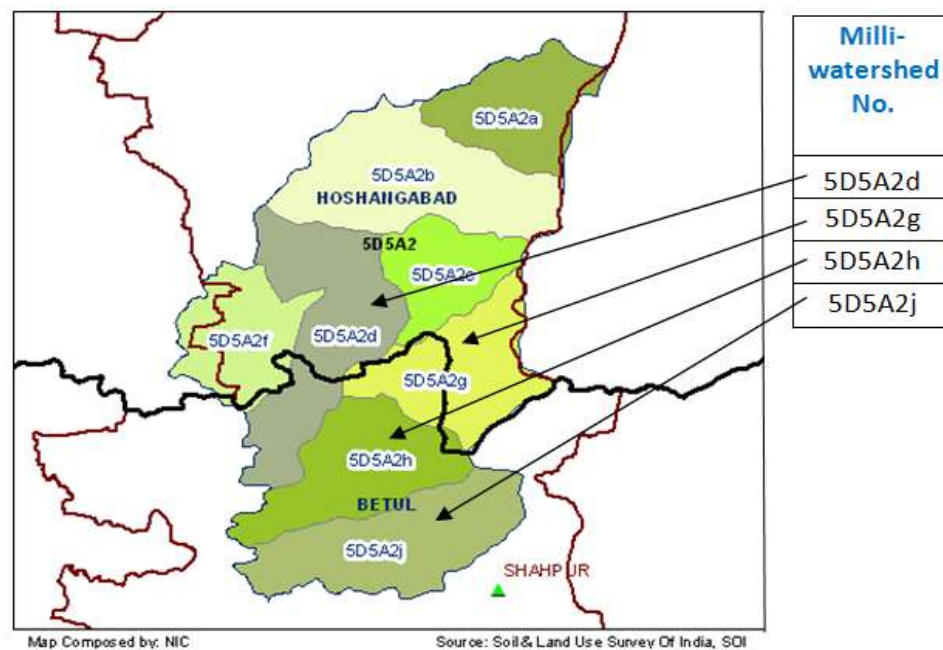 Milli-
watershed
No.
5D5A2d
5D5A2g
5D5A2h
5D5A2j
5D5A2a
5D5A2b
HOSHANGABAD
5D5A2
5D5A2c
5D5A2f
5D5A2d
5D5A2g
5D5A2h
BETUL
5D5A2j
SHAHPUR
Map Composed by: NIC
Source: Soil & Land Use Survey Of India, SOI